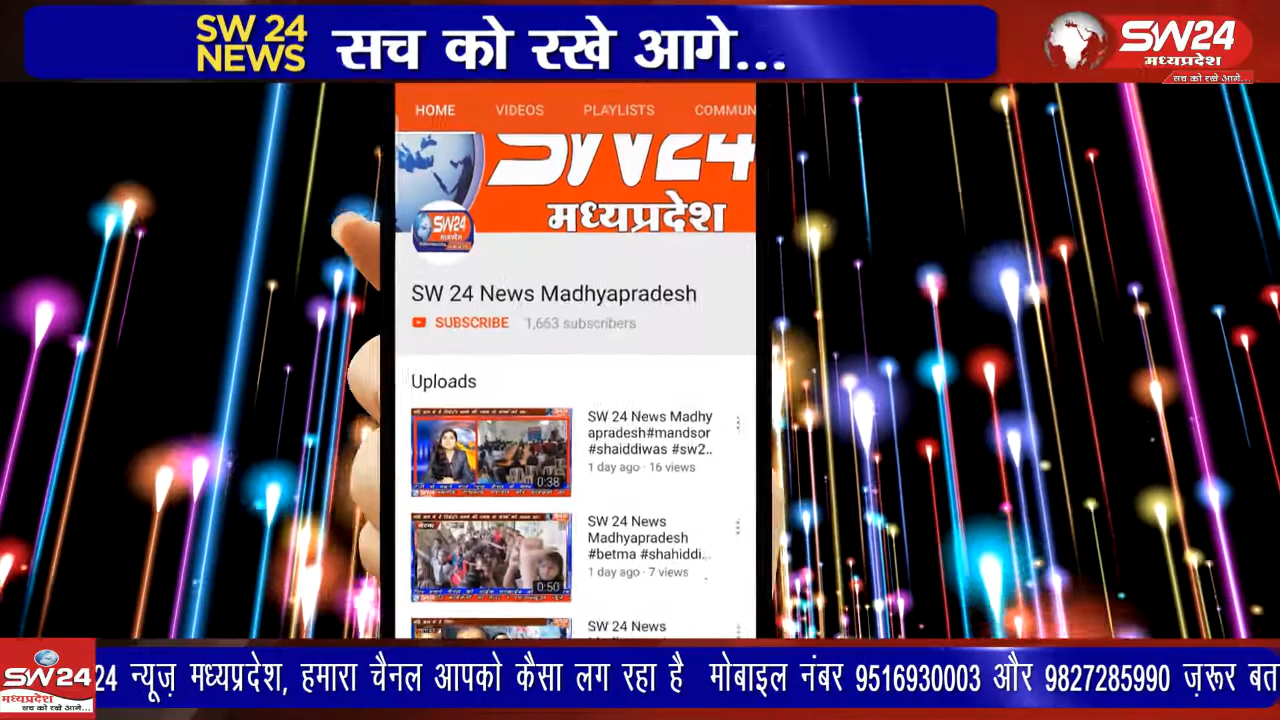 SW 24
NEWS
सच को रखे आगे...
SW24
मध्यप्रदेश
सच को रखे आगे...
HOME VIDEOS PLAYLISTS COMMUN
SW24
मध्यप्रदेश
SW24
SW 24 News Madhyapradesh
SUBSCRIBE 1,663 subscribers
Uploads
SW 24 News Madhy
apradesh#mandsor
#shaiddiwas #sw2..
1 day ago · 16 views
0:38
SW 24 News
Madhyapradesh
#betma #shahiddi...
1 day ago · 7 views
0:50
SW 24 News
SW24
मध्यप्रदेश
सच को रखे आगे...
24 न्यूज़ मध्यप्रदेश, हमारा चैनल आपको कैसा लग रहा है मोबाइल नंबर 9516930003 और 9827285990 ज़रूर बत